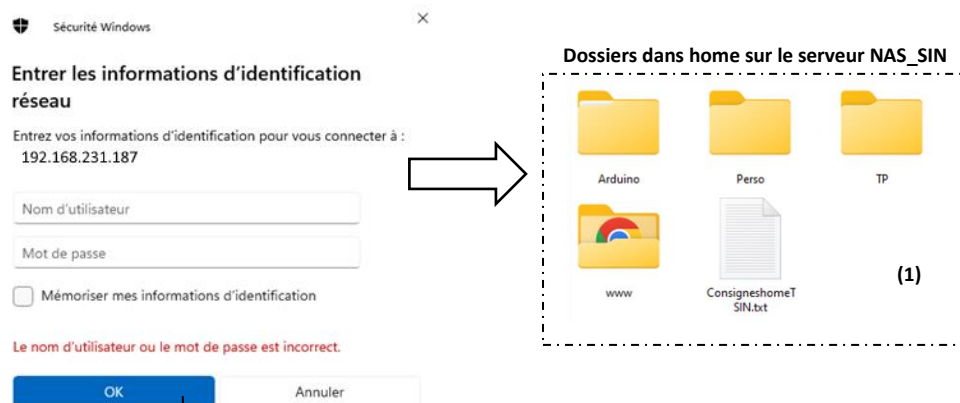 Sécurité Windows
Entrer les informations d'identification
réseau
Entrez vos informations d'identification pour vous connecter à :
192.168.231.187
Nom d'utilisateur
Mot de passe
Mémoriser mes informations d'identification
Le nom d'utilisateur ou le mot de passe est incorrect.
OK
Annuler
Dossiers dans home sur le serveur NAS_SIN
Arduino
Perso
TP
www
ConsigneshomeT
SIN.txt
(1)